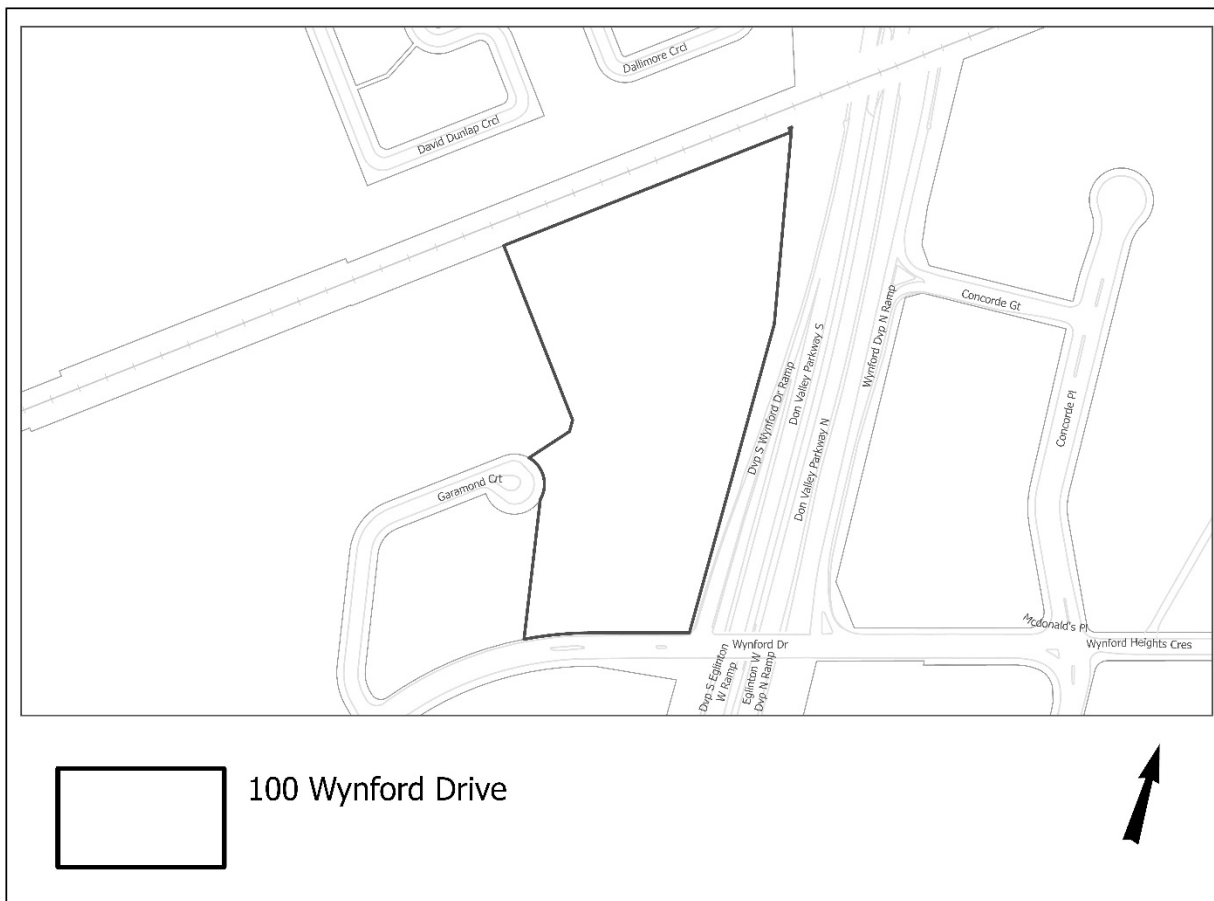 Dallimore Crcl
David Dunlap Crcl
Concorde Gt
Wynford Dvp N Ramp
Don Valley Parkway S
Dvp S Wynford Dr Ramp
Concorde Pl
Don Valley Parkway N
Garamond Crt
Mcdonald's Pl
Wynford Dr
Wynford Heights Cres
Dvp S Eglinton
W Ramp
Eglinton W
Dvp N Ramp
100 Wynford Drive